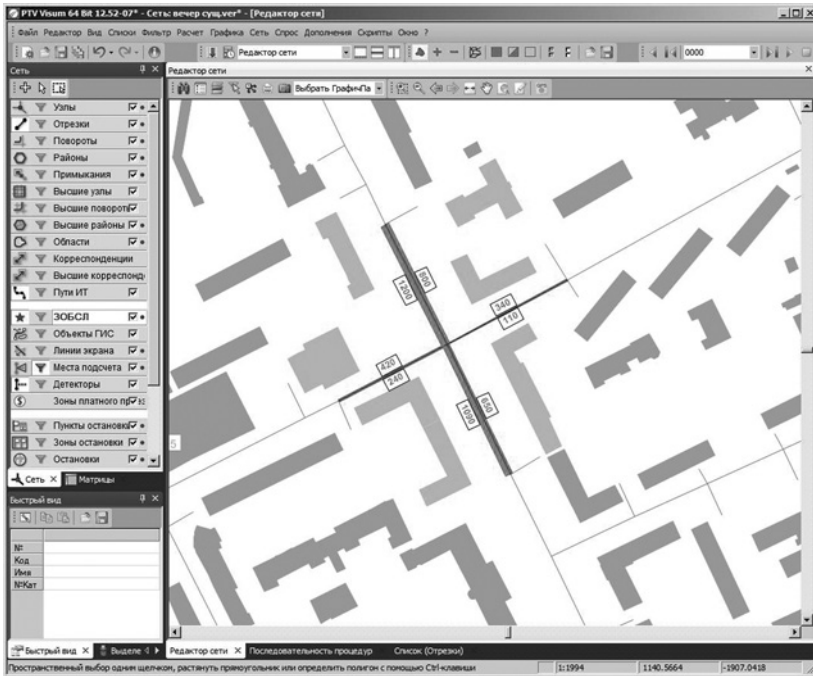 PTV Visum 64 Bit 12.52-07* - Сеть: вечер сущ.ver* - [Редактор сети]
Файл Редактор Вид Списки Фильтр Расчет Графика Сеть Спрос Дополнения Скрипты Окно ?
Редактор сети
0000
Сеть
Редактор сети
Выбрать ГрафичПа
Узлы
Отрезки
Повороты
Районы
Примыкания
Высшие узлы
Высшие поворот
Высшие районы
Области
Корреспонденции
Высшие корреспонд
Пути ИТ
ЗОБСЛ
Объекты ГИС
Линии экрана
Места подсчета
Детекторы
Зоны платного пр
Пункты остановк
Зоны остановки
Остановки
Сеть
Матрицы
1200
800
340
110
420
240
1090
650
5
Быстрый вид
№
Код
Имя
№Кат
Быстрый вид
Выделе
Редактор сети
Последовательность процедур
Список (Отрезки)
Пространственный выбор одним щелчком, растянуть прямоугольник или определить полигон с помощью Ctrl-клавиши
1:1994
1140.5664
-1907.0418